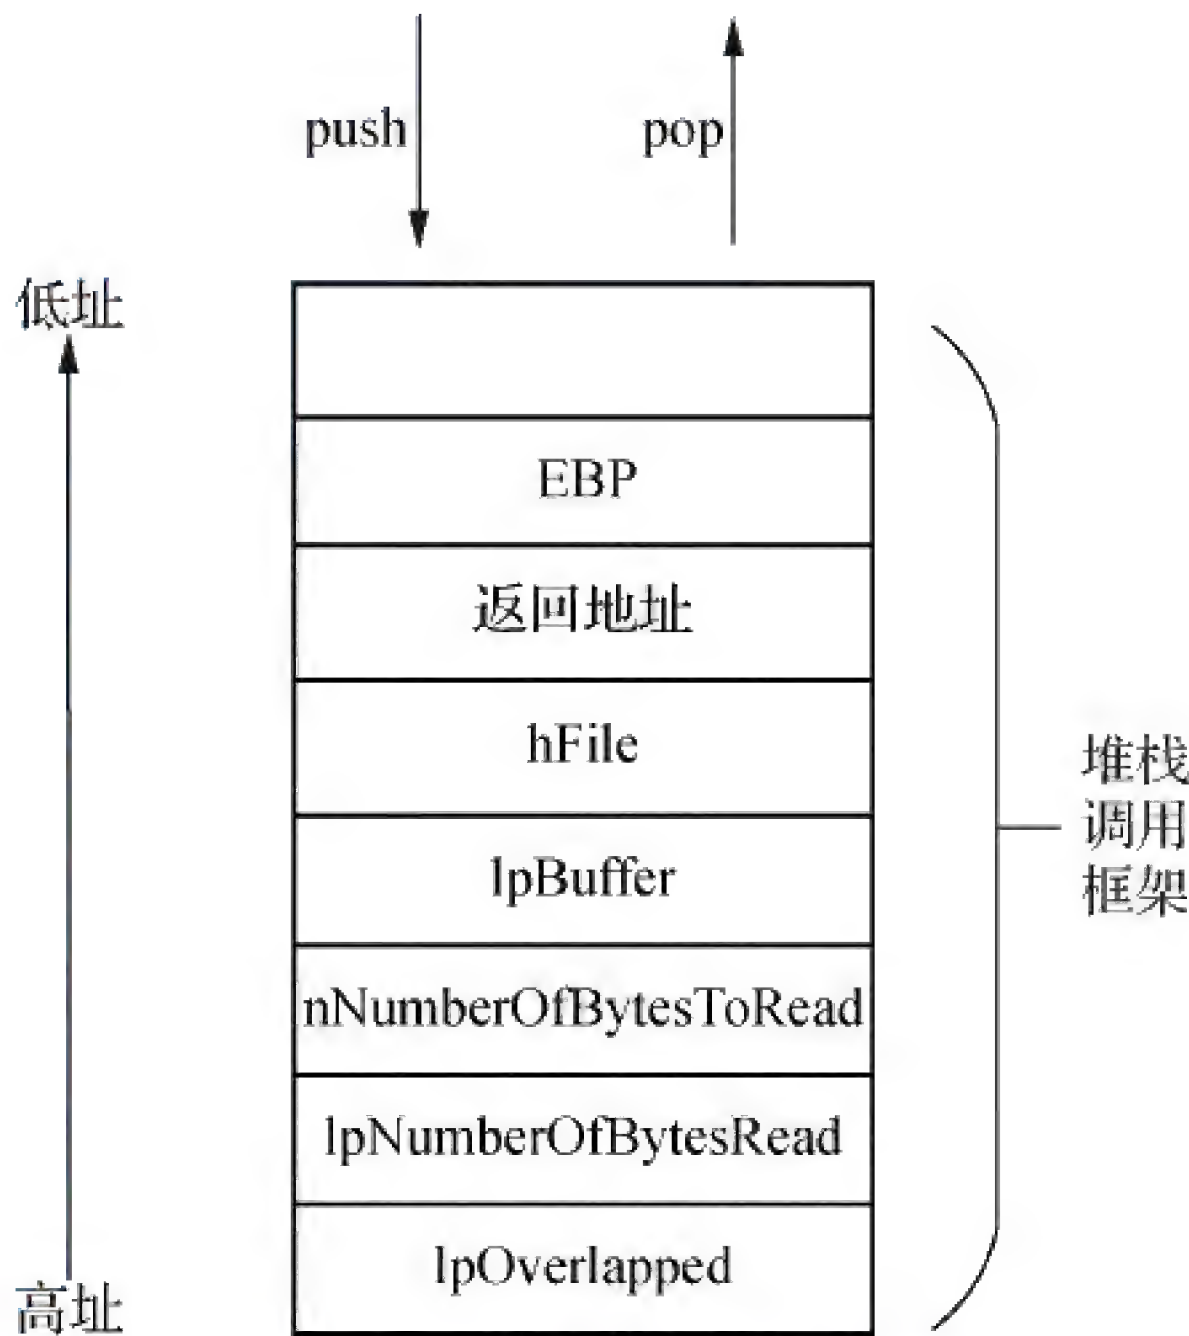 push
pop
低址
EBP
返回地址
hFile
lpBuffer
nNumberOfBytesToRead
lpNumberOfBytesRead
lpOverlapped
高址
堆栈
调用
框架